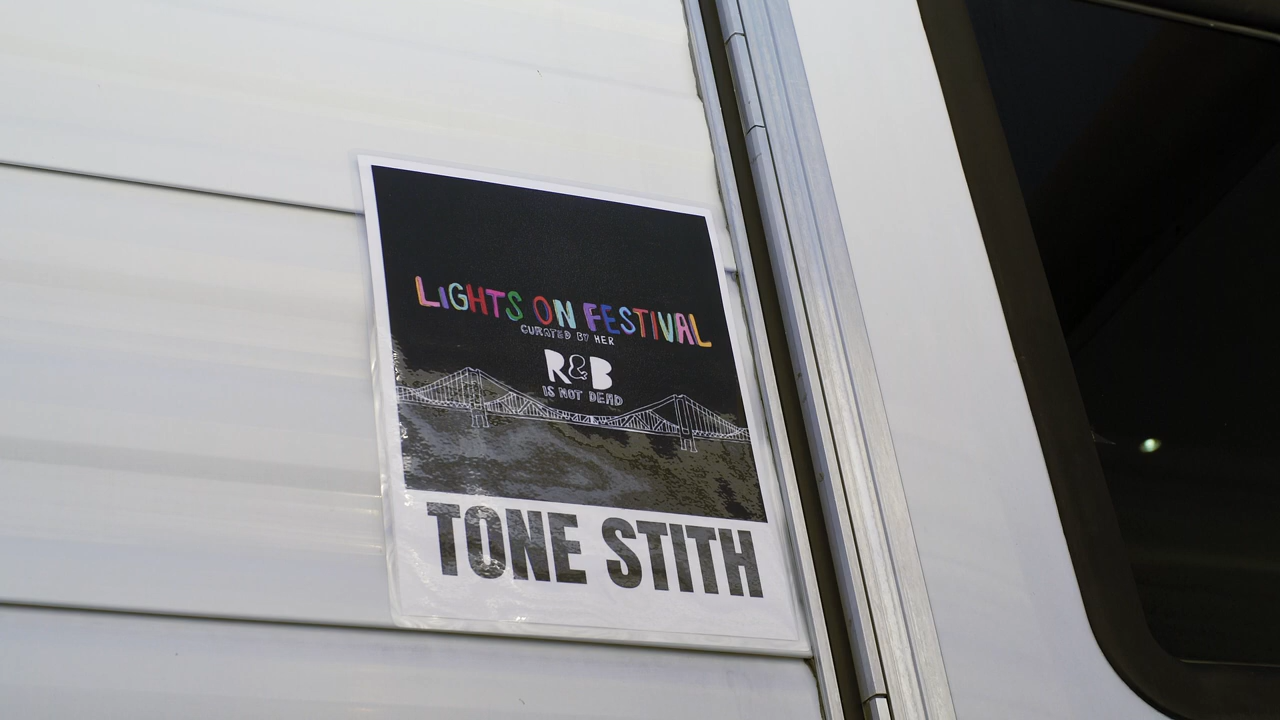 LIGHTS ON FESTIVAL
CURATED BY HER
R&B
IS NOT DEAD
TONE STITH